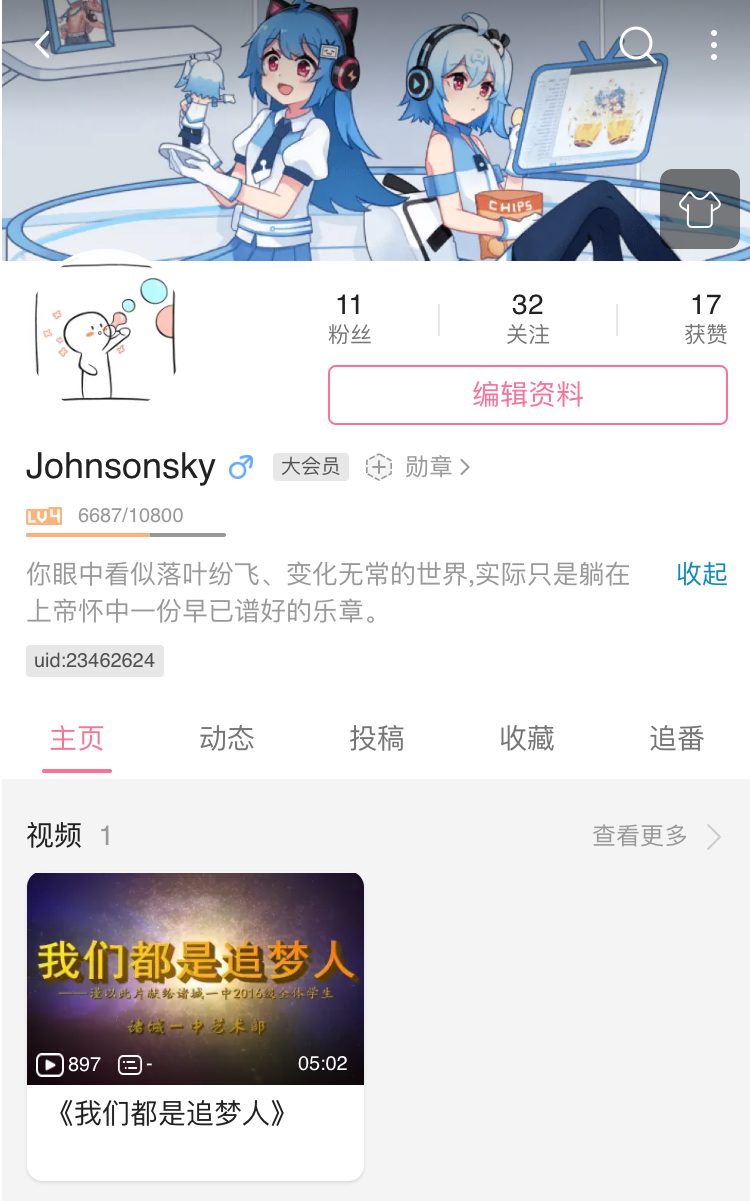 CHIPS
11
32
17
粉丝
关注
获赞
编辑资料
Johnsonsky
大会员
勋章
LV4 6687/10800
你眼中看似落叶纷飞、变化无常的世界,实际只是躺在
收起
上帝怀中一份早已谱好的乐章。
uid:23462624
主页
动态
投稿
收藏
追番
视频 1
查看更多
我们都是追梦人
——谨以此片献给诸城一中2016级全体学生
诸城一中艺术部
897
-
05:02
《我们都是追梦人》